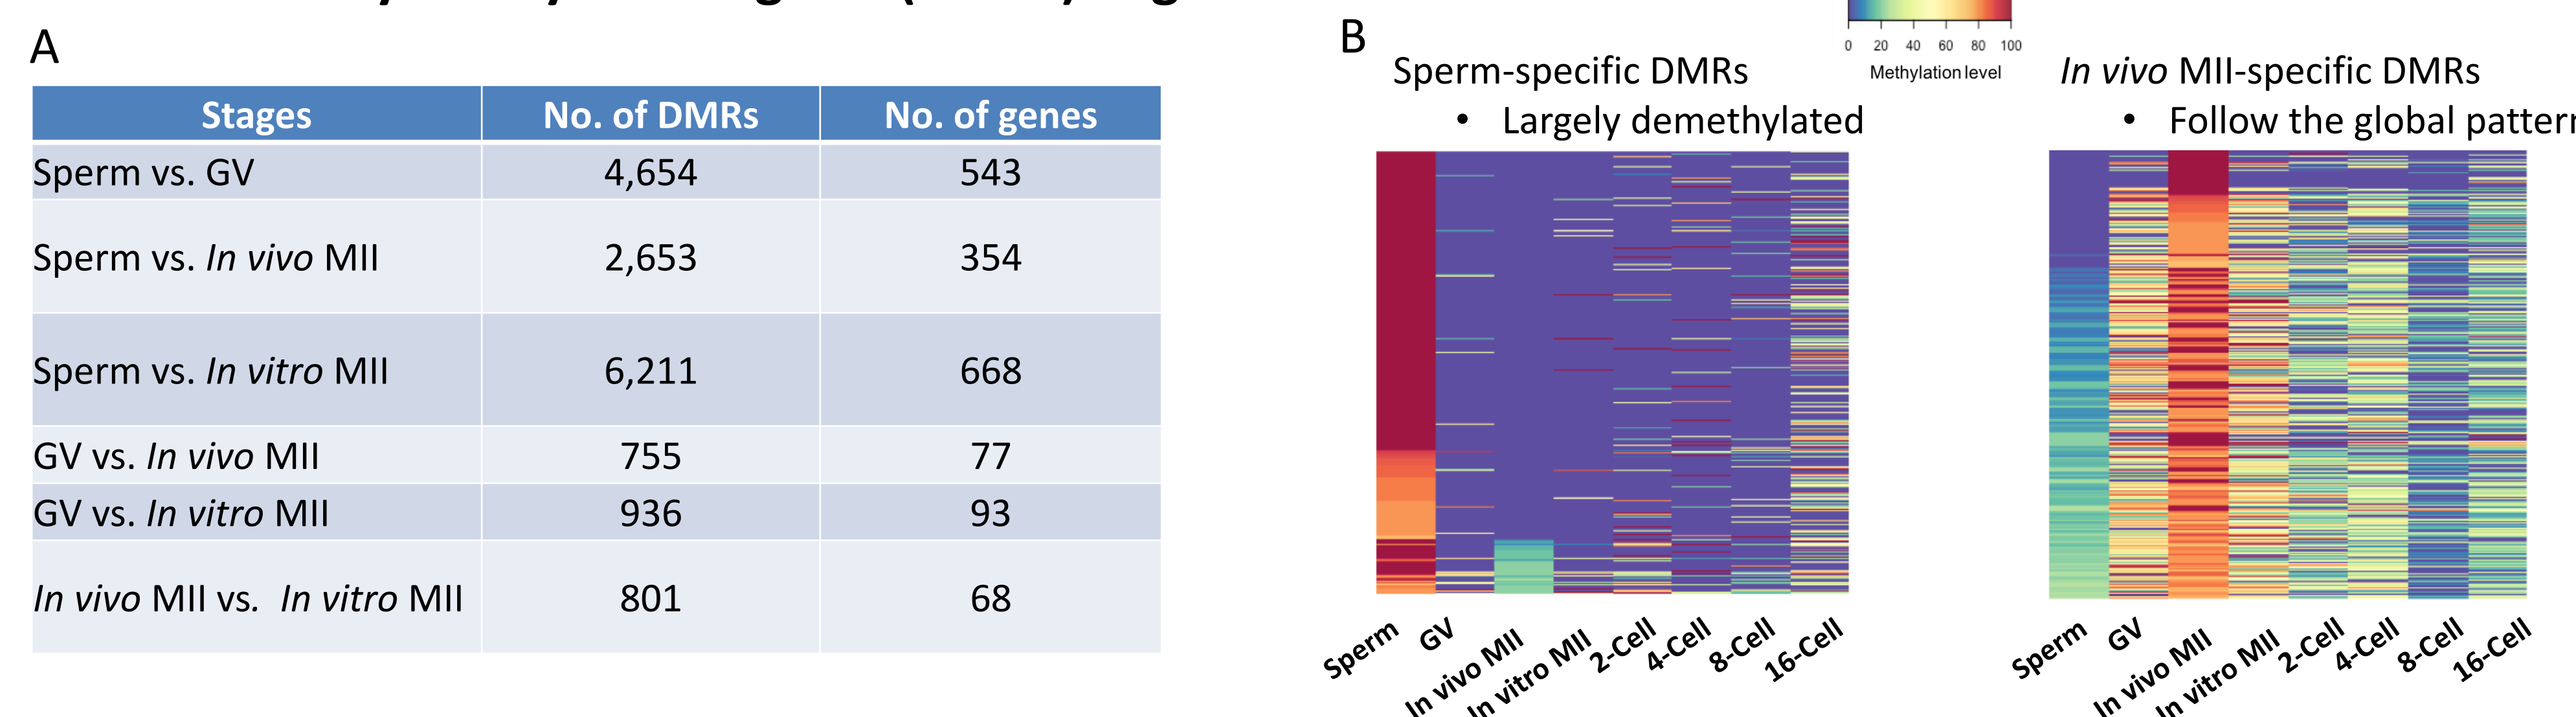 A
Stages No. of DMRs No. of genes
Sperm vs. GV 4,654 543
Sperm vs. In vivo MII 2,653 354
Sperm vs. In vitro MII 6,211 668
GV vs. In vivo MII 755 77
GV vs. In vitro MII 936 93
In vivo MII vs. In vitro MII 801 68
B
0 20 40 60 80 100
Methylation level
Sperm-specific DMRs
• Largely demethylated
Sperm GV In vivo MII In vitro MII 2-Cell 4-Cell 8-Cell 16-Cell
In vivo MII-specific DMRs
• Follow the global pattern
Sperm GV In vivo MII In vitro MII 2-Cell 4-Cell 8-Cell 16-Cell